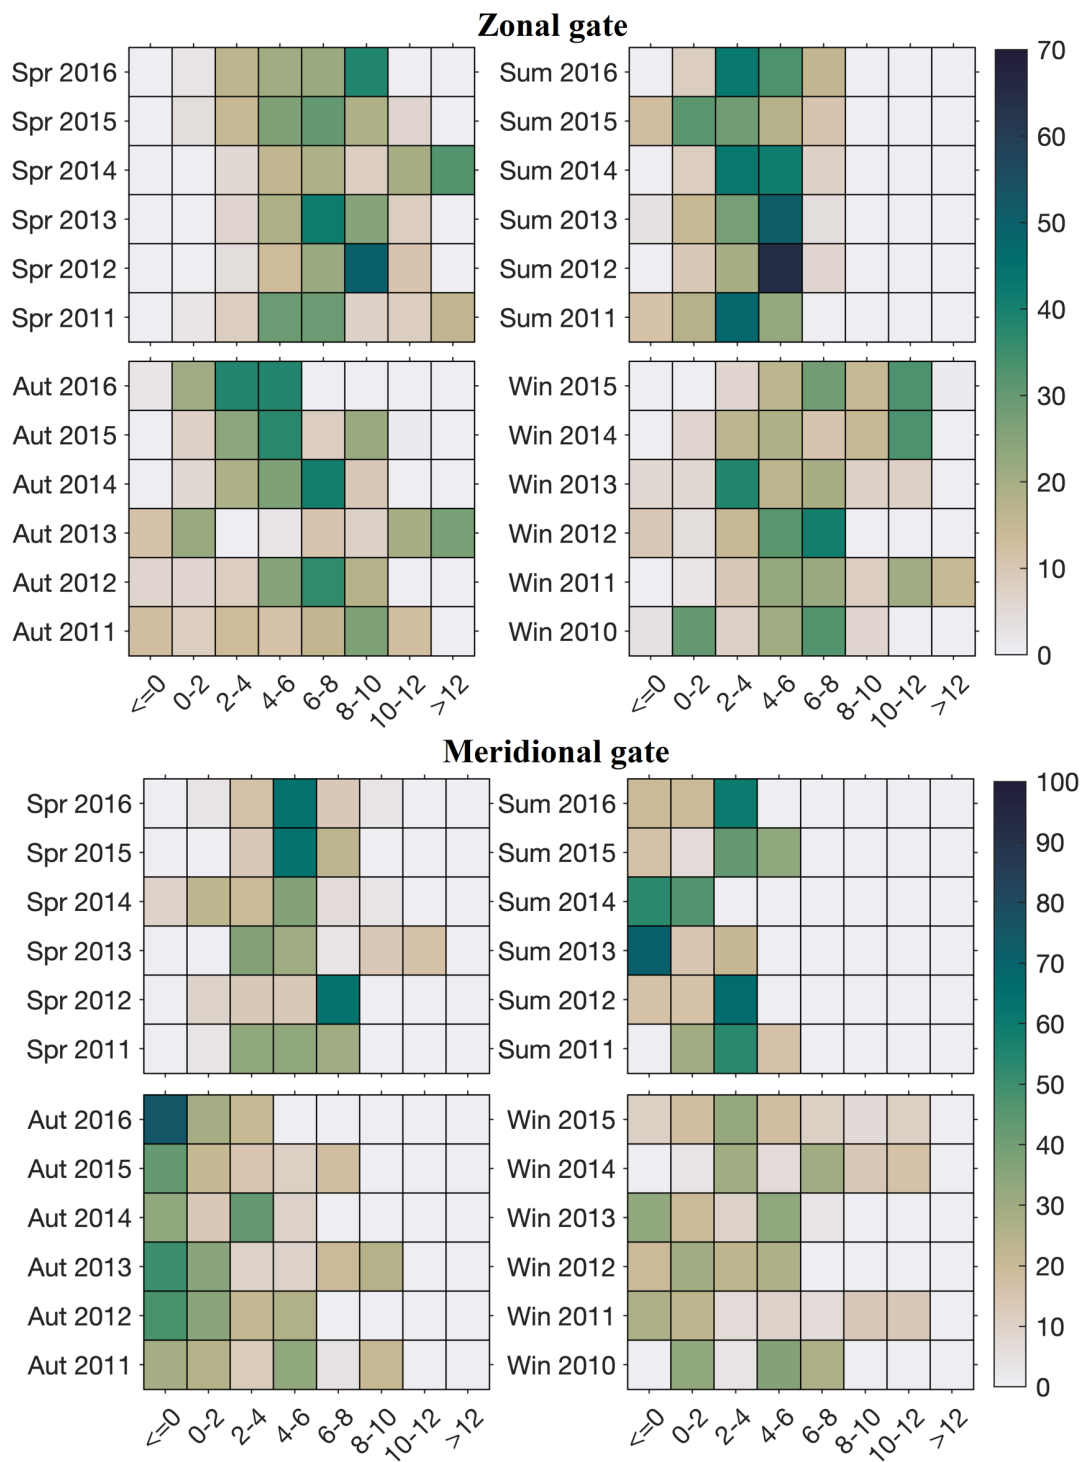 Zonal gate
Spr 2016
Spr 2015
Spr 2014
Spr 2013
Spr 2012
Spr 2011
Sum 2016
Sum 2015
Sum 2014
Sum 2013
Sum 2012
Sum 2011
70
60
50
40
30
20
10
0
Aut 2016
Aut 2015
Aut 2014
Aut 2013
Aut 2012
Aut 2011
Win 2015
Win 2014
Win 2013
Win 2012
Win 2011
Win 2010
<=0 0-2 2-4 4-6 6-8 8-10 10-12 >12
<=0 0-2 2-4 4-6 6-8 8-10 10-12 >12
Meridional gate
Spr 2016
Spr 2015
Spr 2014
Spr 2013
Spr 2012
Spr 2011
Sum 2016
Sum 2015
Sum 2014
Sum 2013
Sum 2012
Sum 2011
100
90
80
70
60
50
40
30
20
10
0
Aut 2016
Aut 2015
Aut 2014
Aut 2013
Aut 2012
Aut 2011
Win 2015
Win 2014
Win 2013
Win 2012
Win 2011
Win 2010
<=0 0-2 2-4 4-6 6-8 8-10 10-12 >12
<=0 0-2 2-4 4-6 6-8 8-10 10-12 >12